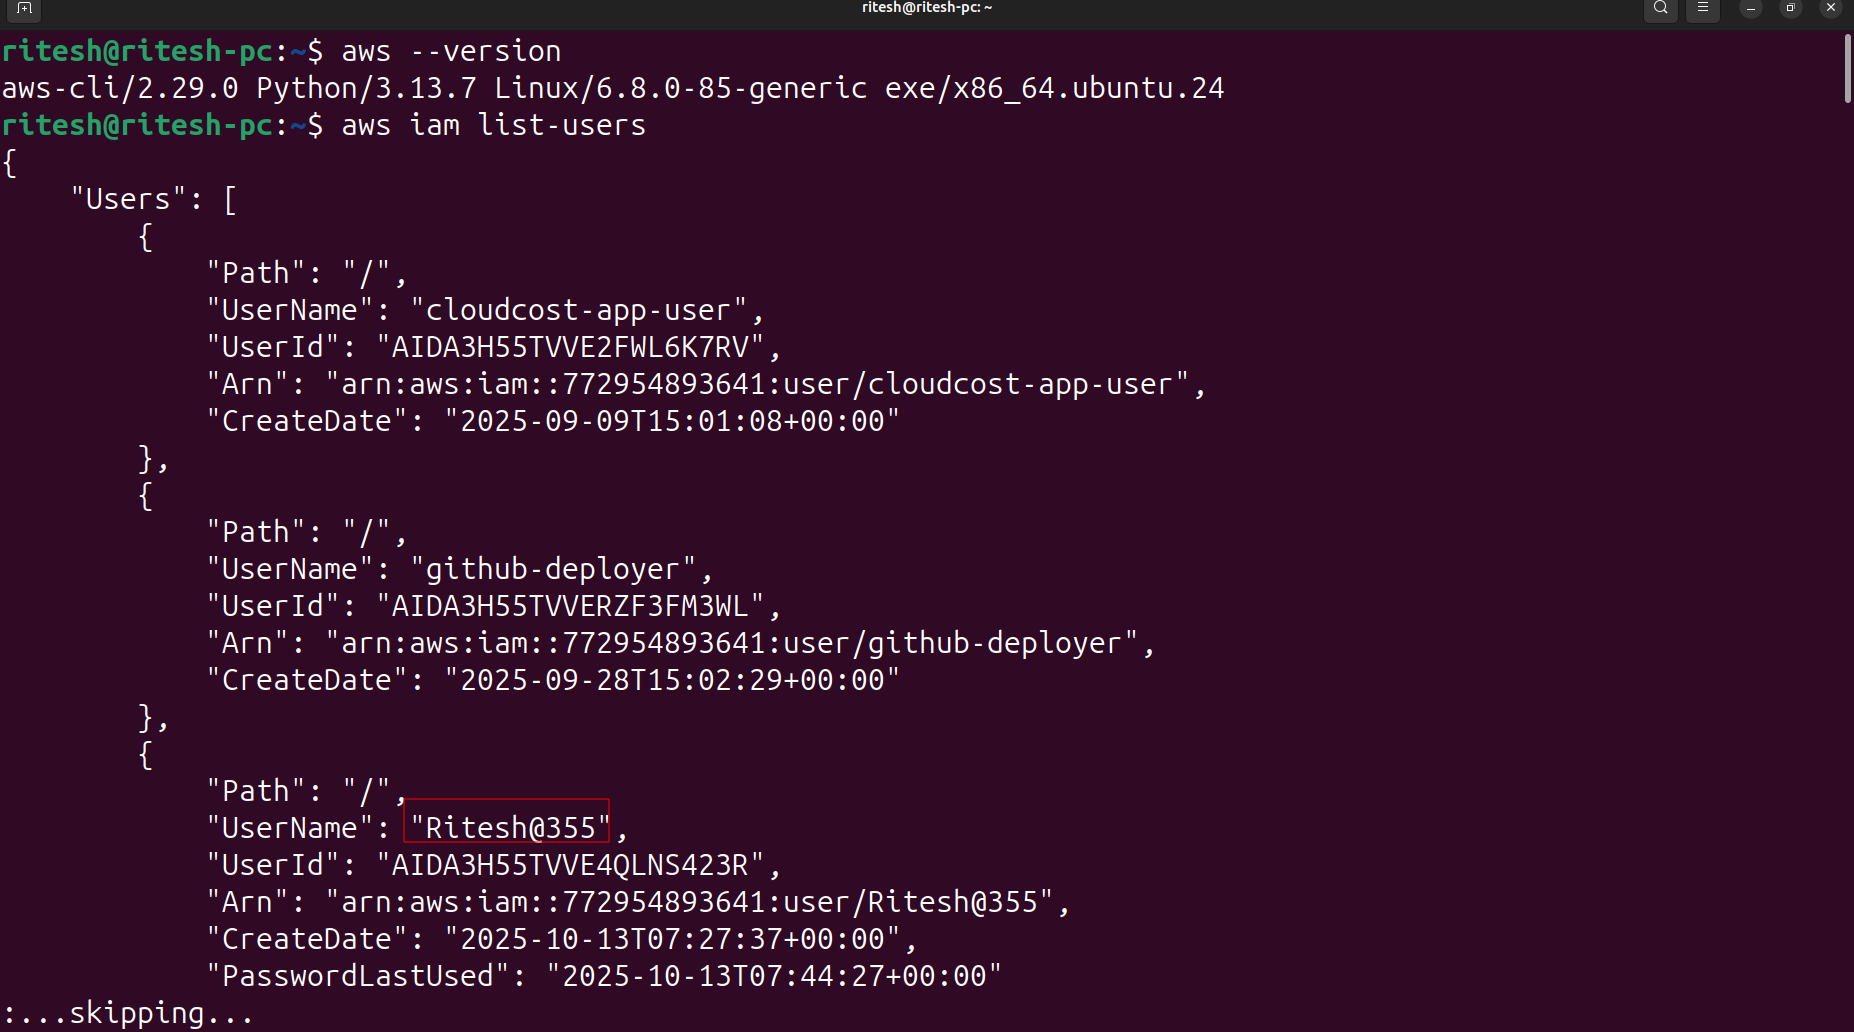 ritesh@ritesh-pc: ~
ritesh@ritesh-pc:~$ aws --version
aws-cli/2.29.0 Python/3.13.7 Linux/6.8.0-85-generic exe/x86_64.ubuntu.24
ritesh@ritesh-pc:~$ aws iam list-users
{
    "Users": [
        {
            "Path": "/",
            "UserName": "cloudcost-app-user",
            "UserId": "AIDA3H55TVVE2FWL6K7RV",
            "Arn": "arn:aws:iam::772954893641:user/cloudcost-app-user",
            "CreateDate": "2025-09-09T15:01:08+00:00"
        },
        {
            "Path": "/",
            "UserName": "github-deployer",
            "UserId": "AIDA3H55TVVERZF3FM3WL",
            "Arn": "arn:aws:iam::772954893641:user/github-deployer",
            "CreateDate": "2025-09-28T15:02:29+00:00"
        },
        {
            "Path": "/",
            "UserName": "Ritesh@355",
            "UserId": "AIDA3H55TVVE4QLNS423R",
            "Arn": "arn:aws:iam::772954893641:user/Ritesh@355",
            "CreateDate": "2025-10-13T07:27:37+00:00",
            "PasswordLastUsed": "2025-10-13T07:44:27+00:00"
:...skipping...